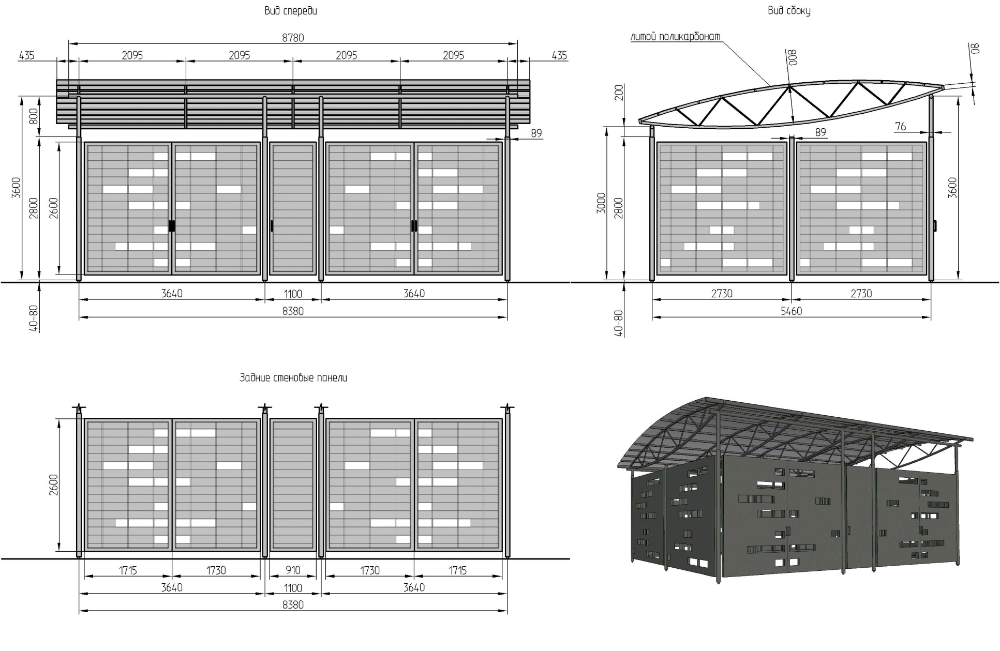 Вид спереди
8780
435 2095 2095 2095 2095 435
800
89
3600
2800
2600
3640 1100 3640
8380
40-80
Вид сбоку
литой поликарбонат
800
80
200
89
76
3000
2800
3600
2730 2730
5460
40-80
Задние стеновые панели
2600
1715 1730 910 1730 1715
3640 1100 3640
8380